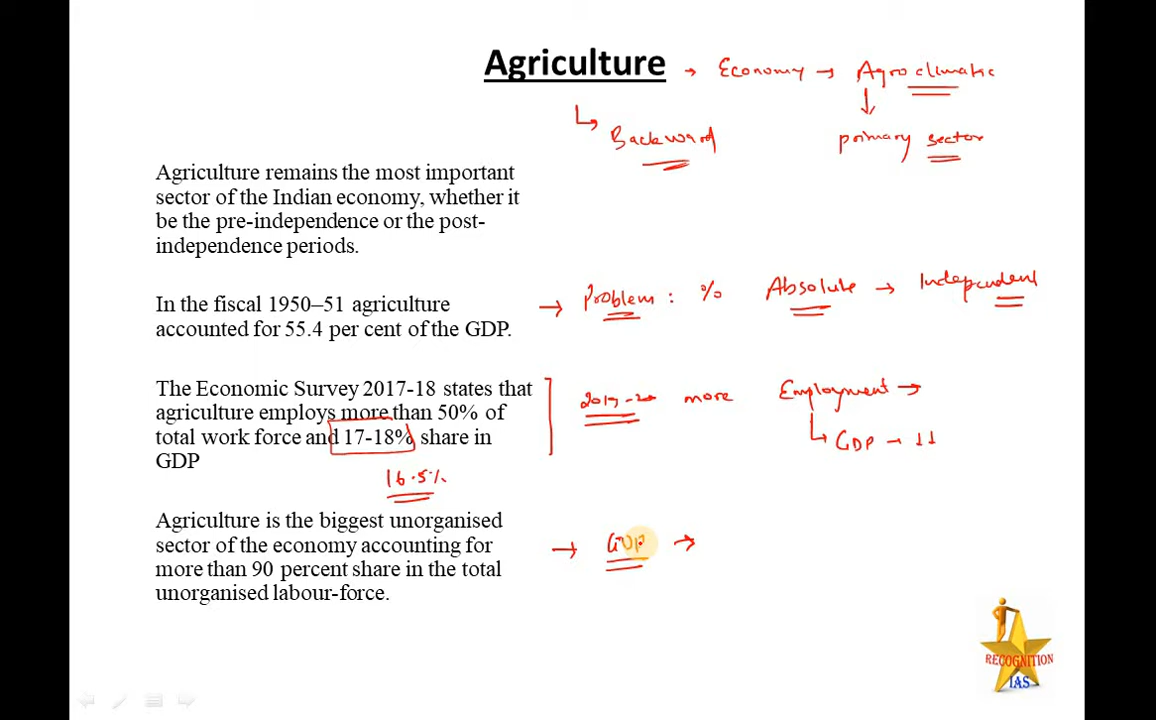 Agriculture → Economy → Agroclimatic
↓
↳ Backward primary sector
Agriculture remains the most important
sector of the Indian economy, whether it
be the pre-independence or the post-
independence periods.
In the fiscal 1950–51 agriculture
accounted for 55.4 per cent of the GDP.
→ Problem : % Absolute → Independent
The Economic Survey 2017-18 states that
agriculture employs more than 50% of
total work force and 17-18% share in
GDP
2019-20 more Employment →
↳ GDP → ↓↓
16.5%
Agriculture is the biggest unorganised
sector of the economy accounting for
more than 90 percent share in the total
unorganised labour-force.
→ GDP →
RECOGNITION
IAS